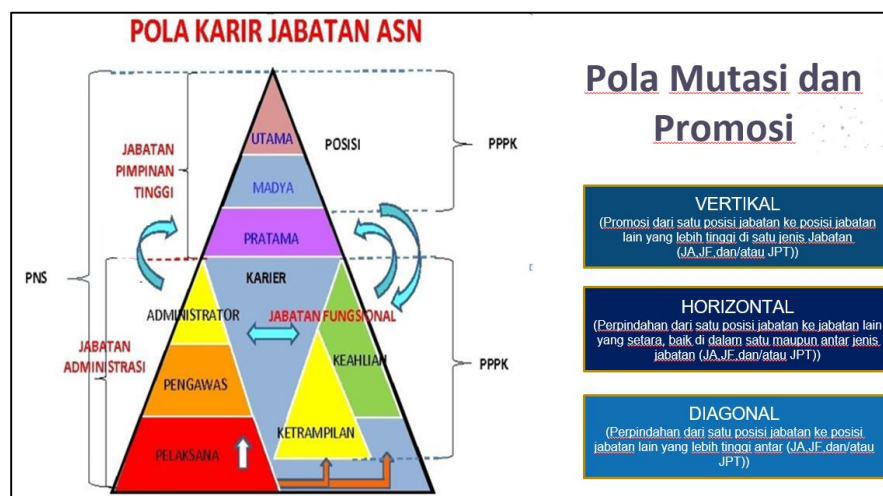 POLA KARIR JABATAN ASN
UTAMA
POSISI
PPPK
JABATAN
PIMPINAN
TINGGI
MADYA
PRATAMA
PNS
KARIER
ADMINISTRATOR
JABATAN FUNGSIONAL
JABATAN
ADMINISTRASI
KEAHLIAN
PPPK
PENGAWAS
KETRAMPILAN
PELAKSANA
Pola Mutasi dan
Promosi
VERTIKAL
(Promosi dari satu posisi jabatan ke posisi jabatan
lain yang lebih tinggi di satu jenis Jabatan
(JA,JF,dan/atau JPT))
HORIZONTAL
(Perpindahan dari satu posisi jabatan ke jabatan lain
yang setara, baik di dalam satu maupun antar jenis
jabatan (JA,JF,dan/atau JPT))
DIAGONAL
(Perpindahan dari satu posisi jabatan ke posisi
jabatan lain yang lebih tinggi antar (JA,JF,dan/atau
JPT))